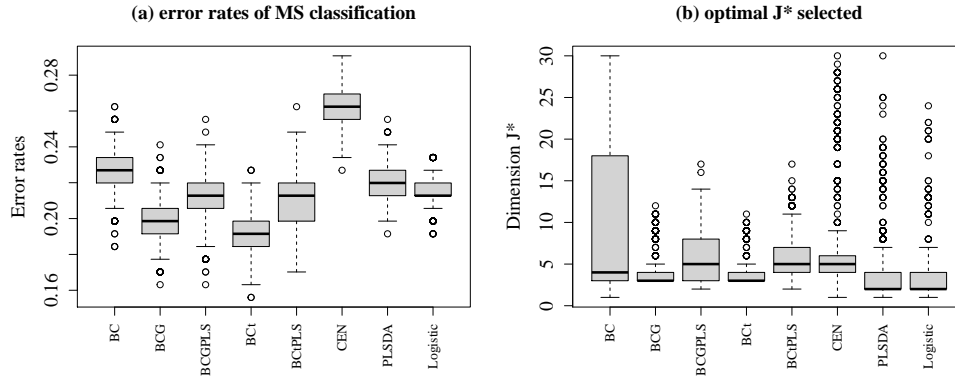 (a) error rates of MS classification
Error rates
0.16 0.20 0.24 0.28
BC BCG BCGPLS BCt BCtPLS CEN PLSDA Logistic
(b) optimal J* selected
Dimension J*
0 5 10 15 20 25 30
BC BCG BCGPLS BCt BCtPLS CEN PLSDA Logistic